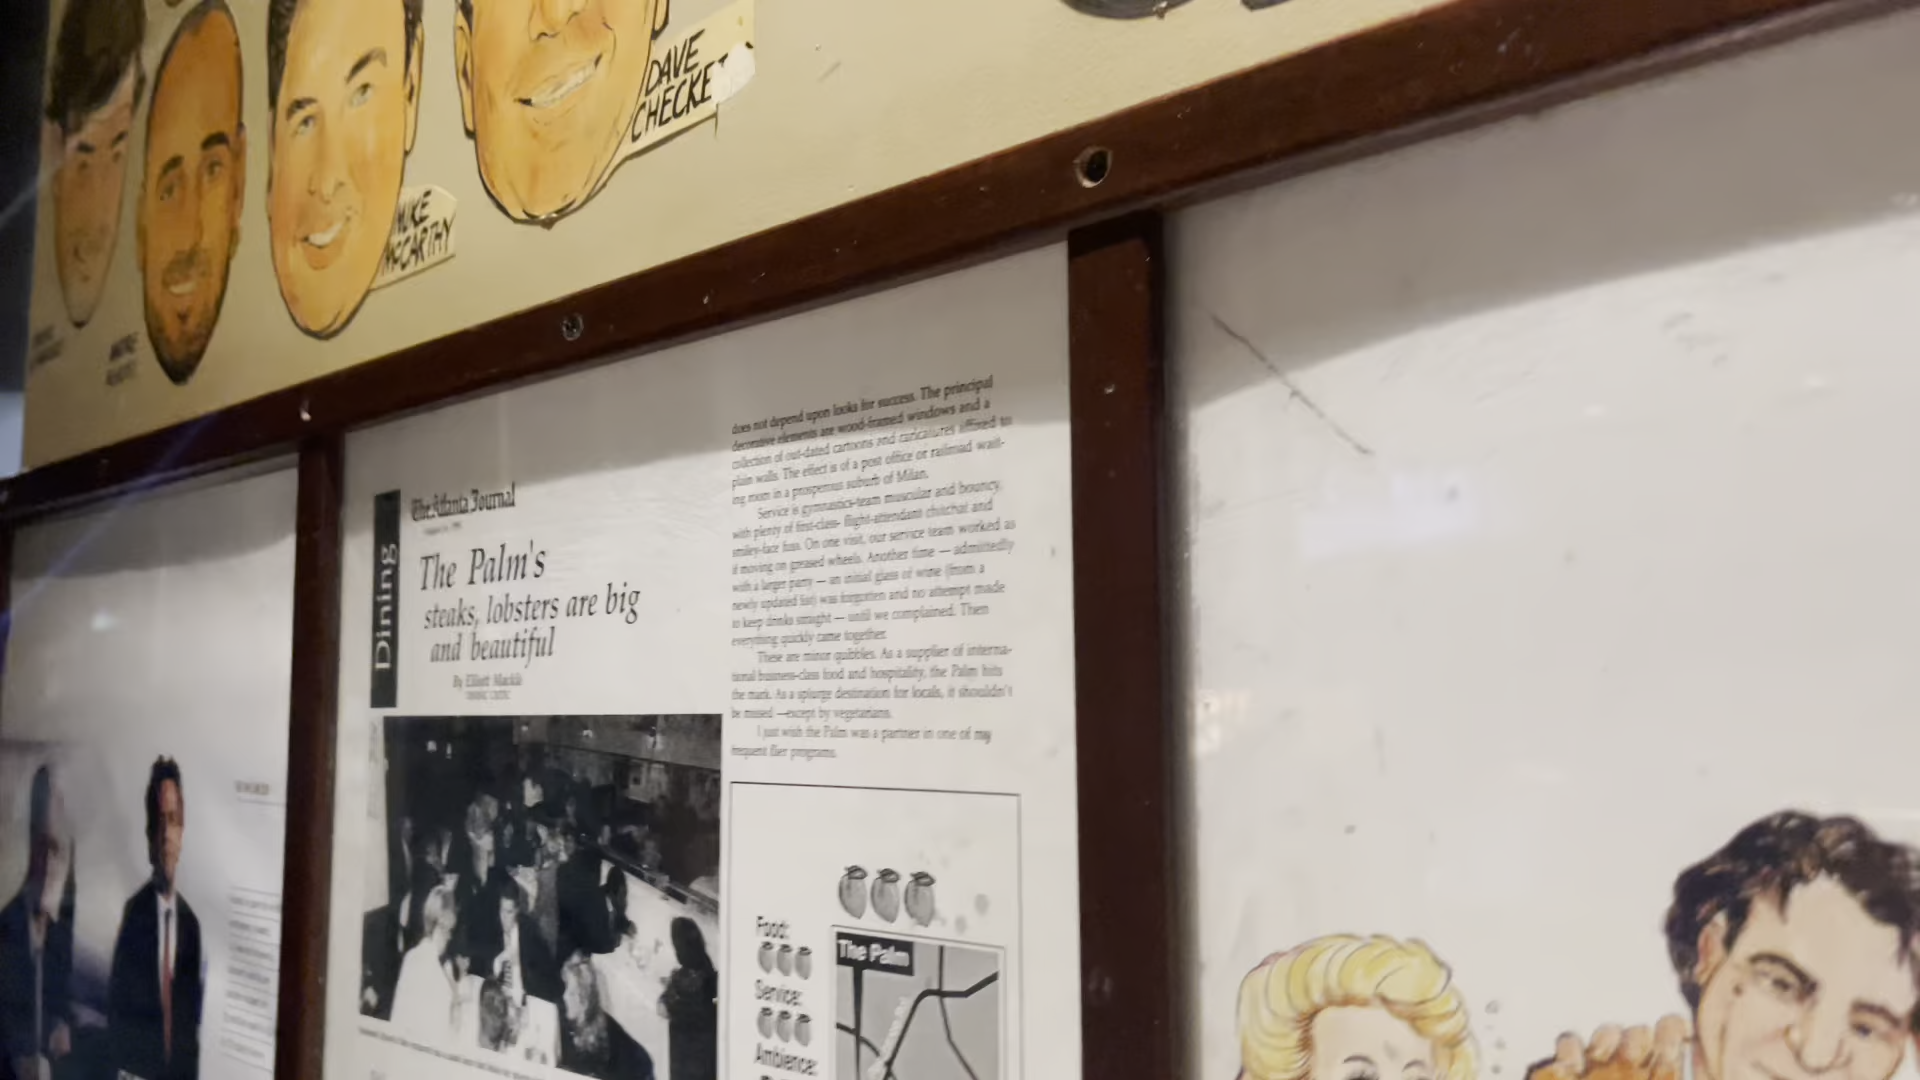 DAVE
CHECKET
MIKE
MCCARTHY
The Atlanta Journal
Dining
The Palm's
steaks, lobsters are big
and beautiful
By Elliott Mackle
DINING CRITIC
does not depend upon looks for success. The principal
decorative elements are wood-framed windows and a
collection of out-dated cartoons and caricatures affixed to
plain walls. The effect is of a post office or railroad wait-
ing room in a prosperous suburb of Milan.
Service is gymnastics-team muscular and bouncy,
with plenty of first-class- flight-attendant chitchat and
smiley-face fuss. On one visit, our service team worked as
if moving on greased wheels. Another time — admittedly
with a larger party — an initial glass of wine (from a
newly updated list) was forgotten and no attempt made
to keep drinks straight — until we complained. Then
everything quickly came together.
These are minor quibbles. As a supplier of interna-
tional business-class food and hospitality, the Palm hits
the mark. As a splurge destination for locals, it shouldn't
be missed —except by vegetarians.
I just wish the Palm was a partner in one of my
frequent flier programs.
Food:
Service:
Ambience:
The Palm